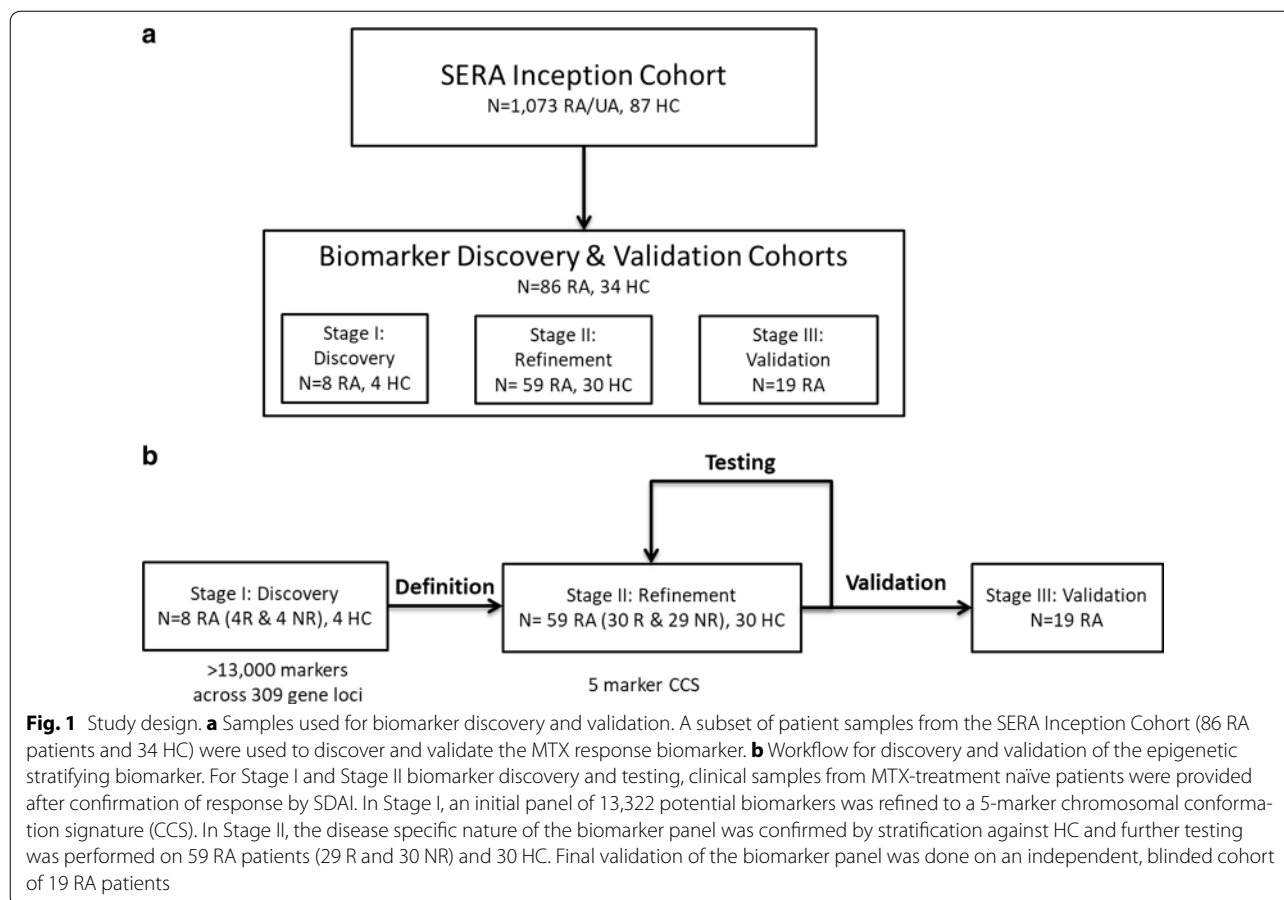 a
SERA Inception Cohort
N=1,073 RA/UA, 87 HC
Biomarker Discovery & Validation Cohorts
N=86 RA, 34 HC
Stage I:
Discovery
N=8 RA, 4 HC
Stage II:
Refinement
N= 59 RA, 30 HC
Stage III:
Validation
N=19 RA
b
Testing
Stage I: Discovery
N=8 RA (4R & 4 NR), 4 HC
>13,000 markers
across 309 gene loci
Definition
Stage II: Refinement
N= 59 RA (30 R & 29 NR), 30 HC
5 marker CCS
Validation
Stage III: Validation
N=19 RA
Fig. 1 Study design. a Samples used for biomarker discovery and validation. A subset of patient samples from the SERA Inception Cohort (86 RA
patients and 34 HC) were used to discover and validate the MTX response biomarker. b Workflow for discovery and validation of the epigenetic
stratifying biomarker. For Stage I and Stage II biomarker discovery and testing, clinical samples from MTX-treatment naïve patients were provided
after confirmation of response by SDAI. In Stage I, an initial panel of 13,322 potential biomarkers was refined to a 5-marker chromosomal conforma-
tion signature (CCS). In Stage II, the disease specific nature of the biomarker panel was confirmed by stratification against HC and further testing
was performed on 59 RA patients (29 R and 30 NR) and 30 HC. Final validation of the biomarker panel was done on an independent, blinded cohort
of 19 RA patients